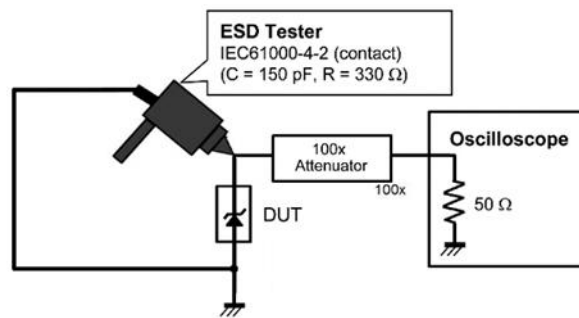 ESD Tester
IEC61000-4-2 (contact)
(C = 150 pF, R = 330 Ω)
100x
Attenuator
100x
Oscilloscope
50 Ω
DUT